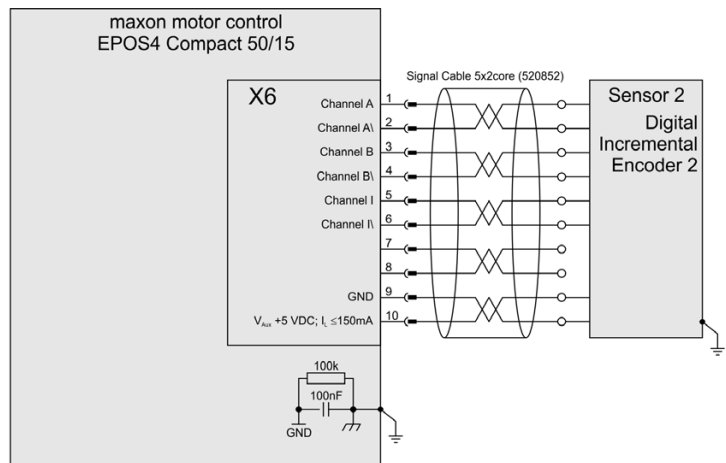 maxon motor control
EPOS4 Compact 50/15
Signal Cable 5x2core (520852)
X6
Sensor 2
Digital
Incremental
Encoder 2
Channel A 1
Channel A\ 2
Channel B 3
Channel B\ 4
Channel I 5
Channel I\ 6
7
8
GND 9
VAux +5 VDC; IL ≤150mA 10
100k
100nF
GND